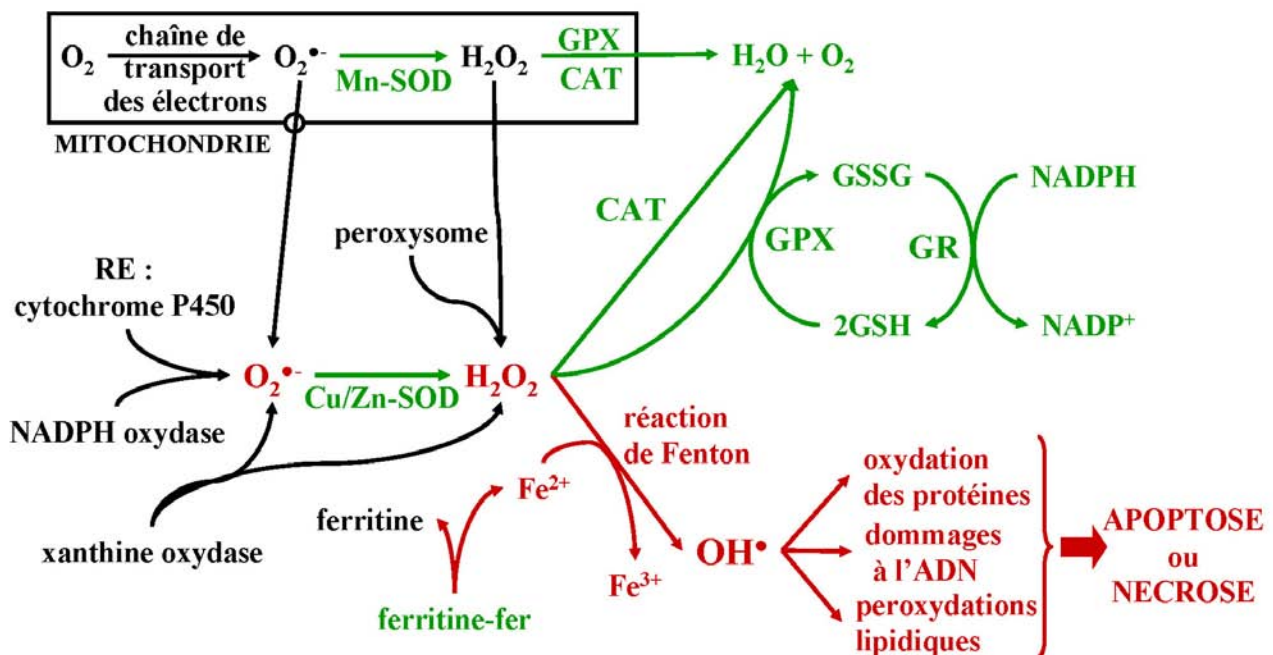 O₂
chaîne de
transport
des électrons
O₂•-
Mn-SOD
H₂O₂
GPX
CAT
H₂O + O₂
MITOCHONDRIE
CAT
GPX
GSSG
2GSH
GR
NADPH
NADP⁺
peroxysome
RE :
cytochrome P450
NADPH oxydase
xanthine oxydase
O₂•-
Cu/Zn-SOD
H₂O₂
réaction
de Fenton
Fe²⁺
Fe³⁺
ferritine
ferritine-fer
OH•
oxydation
des protéines
dommages
à l'ADN
peroxydations
lipidiques
APOPTOSE
ou
NECROSE